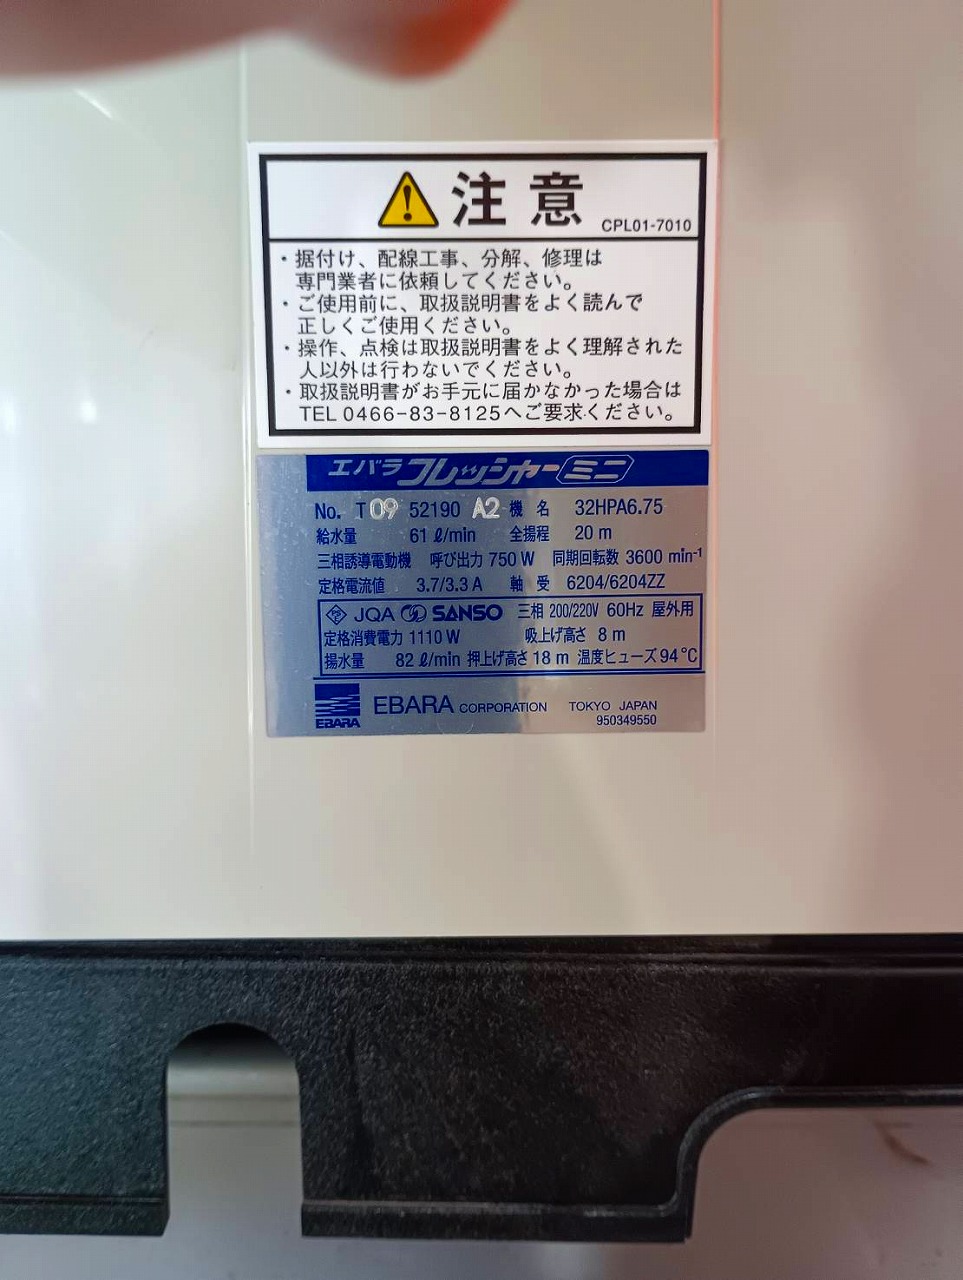 注意
CPL01-7010
・据付け、配線工事、分解、修理は
専門業者に依頼してください。
・ご使用前に、取扱説明書をよく読んで
正しくご使用ください。
・操作、点検は取扱説明書をよく理解された
人以外は行わないでください。
・取扱説明書がお手元に届かなかった場合は
TEL 0466-83-8125へご要求ください。
エバラ フレッシャーミニ
No. T09 52190 A2 機名 32HPA6.75
給水量 61 ℓ/min 全揚程 20 m
三相誘導電動機 呼び出力 750 W 同期回転数 3600 min⁻¹
定格電流値 3.7/3.3 A 軸受 6204/6204ZZ
PSE JQA SANSO 三相 200/220V 60Hz 屋外用
定格消費電力 1110 W 吸上げ高さ 8 m
揚水量 82 ℓ/min 押上げ高さ 18 m 温度ヒューズ 94℃
EBARA EBARA CORPORATION TOKYO JAPAN
950349550